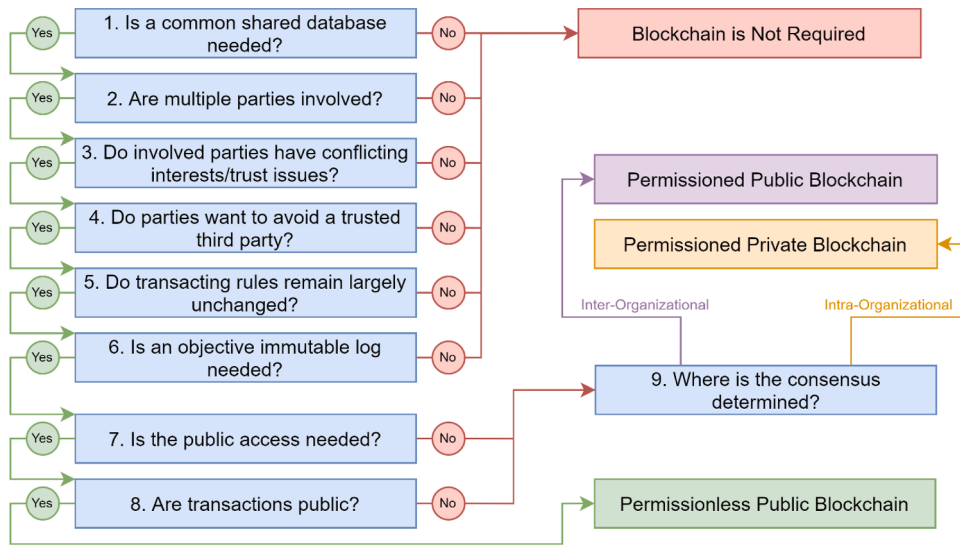 Yes
1. Is a common shared database
needed?
No
Blockchain is Not Required
Yes
2. Are multiple parties involved?
No
Yes
3. Do involved parties have conflicting
interests/trust issues?
No
Permissioned Public Blockchain
Yes
4. Do parties want to avoid a trusted
third party?
No
Permissioned Private Blockchain
Yes
5. Do transacting rules remain largely
unchanged?
No
Inter-Organizational
Intra-Organizational
Yes
6. Is an objective immutable log
needed?
No
9. Where is the consensus
determined?
Yes
7. Is the public access needed?
No
Yes
8. Are transactions public?
No
Permissionless Public Blockchain